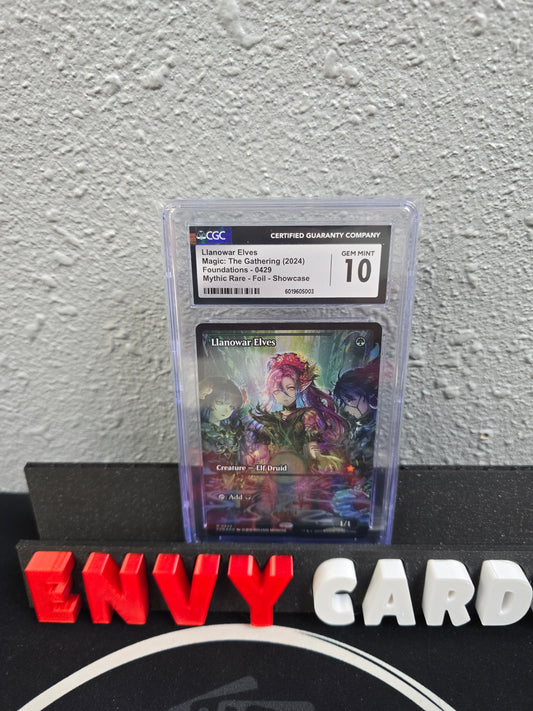 CGC
CERTIFIED GUARANTY COMPANY
Llanowar Elves
Magic: The Gathering (2024)
Foundations - 0429
Mythic Rare - Foil - Showcase
GEM MINT
10
6019605003
Llanowar Elves
Creature — Elf Druid
Add
1/1
ENVY CARD